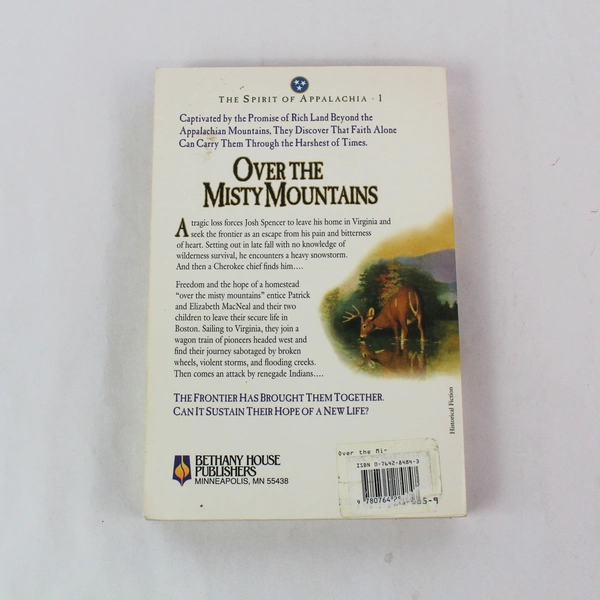 The Spirit of Appalachia · 1
Captivated by the Promise of Rich Land Beyond the
Appalachian Mountains, They Discover That Faith Alone
Can Carry Them Through the Harshest of Times.
Over the
Misty Mountains
A tragic loss forces Josh Spencer to leave his home in Virginia and
seek the frontier as an escape from his pain and bitterness
of heart. Setting out in late fall with no knowledge of
wilderness survival, he encounters a heavy snowstorm.
And then a Cherokee chief finds him....
Freedom and the hope of a homestead
"over the misty mountains" entice Patrick
and Elizabeth MacNeal and their two
children to leave their secure life in
Boston. Sailing to Virginia, they join a
wagon train of pioneers headed west and
find their journey sabotaged by broken
wheels, violent storms, and flooding creeks.
Then comes an attack by renegade Indians....
The Frontier Has Brought Them Together.
Can It Sustain Their Hope of a New Life?
Historical Fiction
BETHANY HOUSE
PUBLISHERS
MINNEAPOLIS, MN 55438
Over the Mi
ISBN 0-7642-8484-3
9 780764